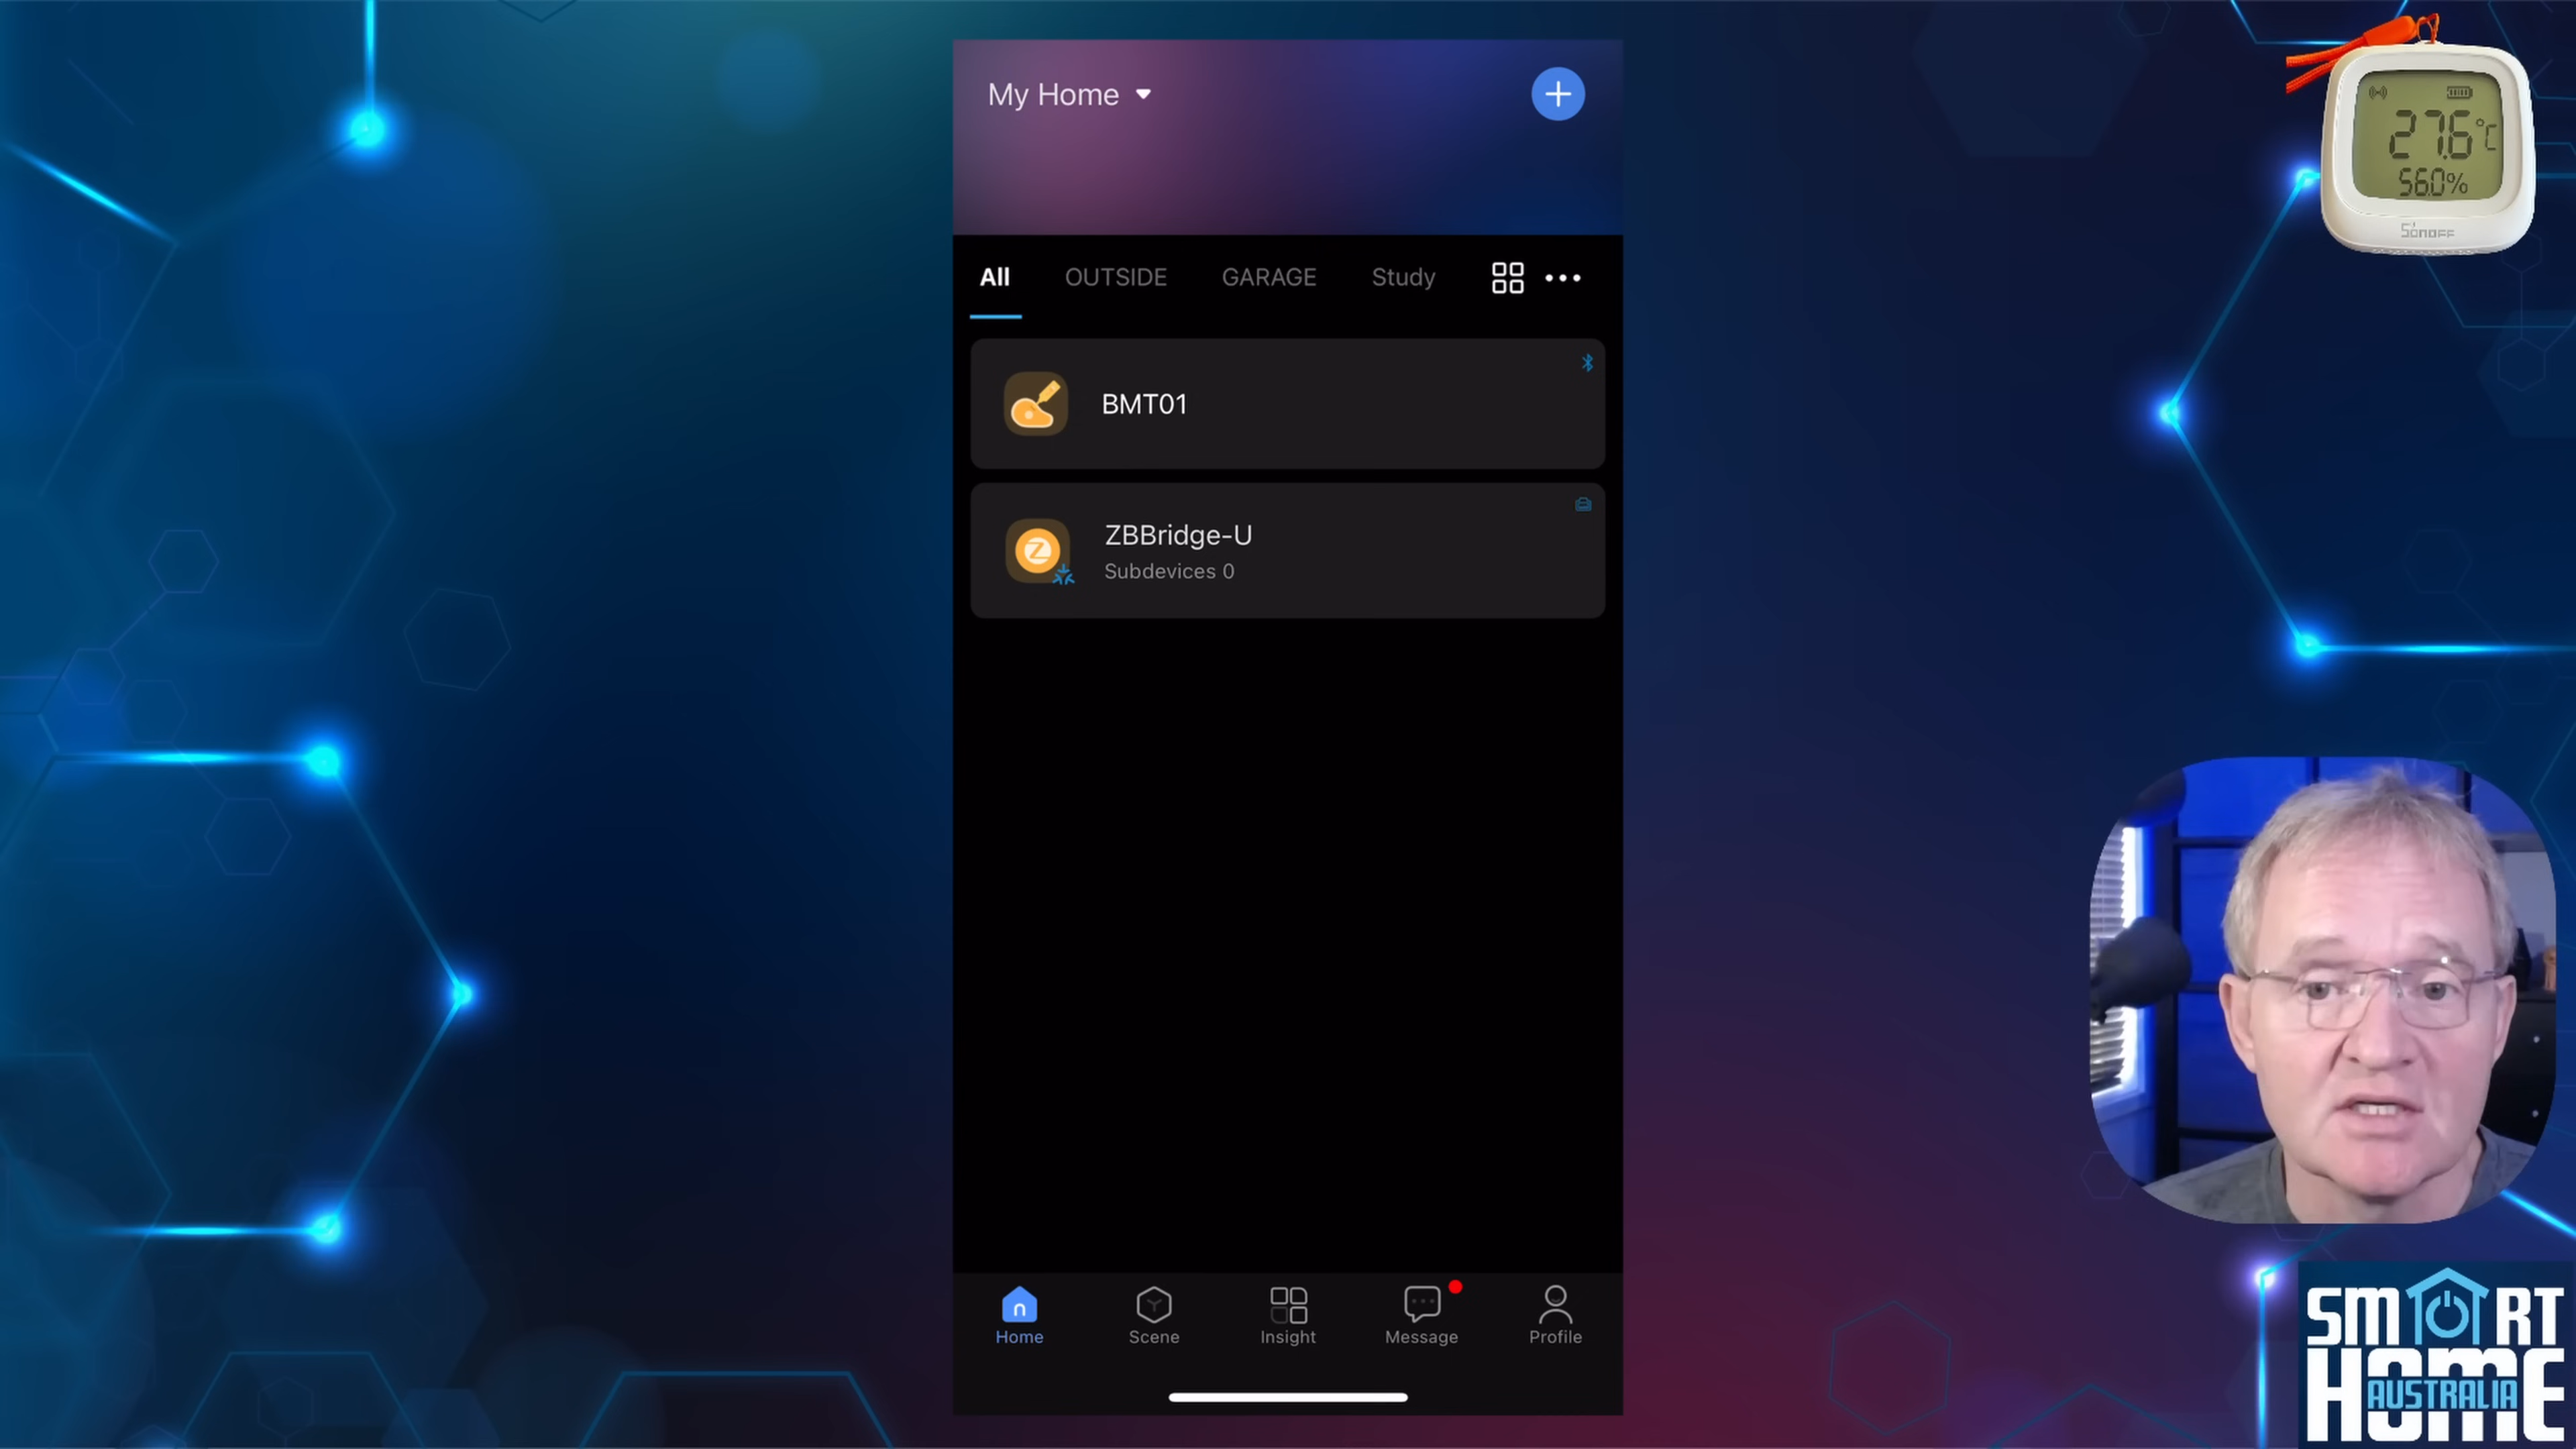 My Home
All OUTSIDE GARAGE Study
BMT01
ZBBridge-U
Subdevices 0
Home Scene Insight Message Profile
27.6°C
56.0%
SONOFF
SMART
HOME
AUSTRALIA